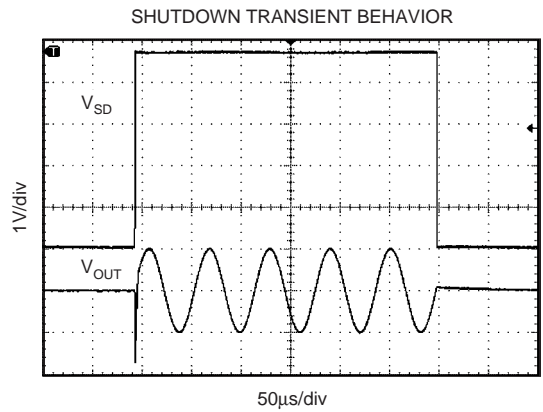 SHUTDOWN TRANSIENT BEHAVIOR
T
V_SD
1V/div
V_OUT
50µs/div